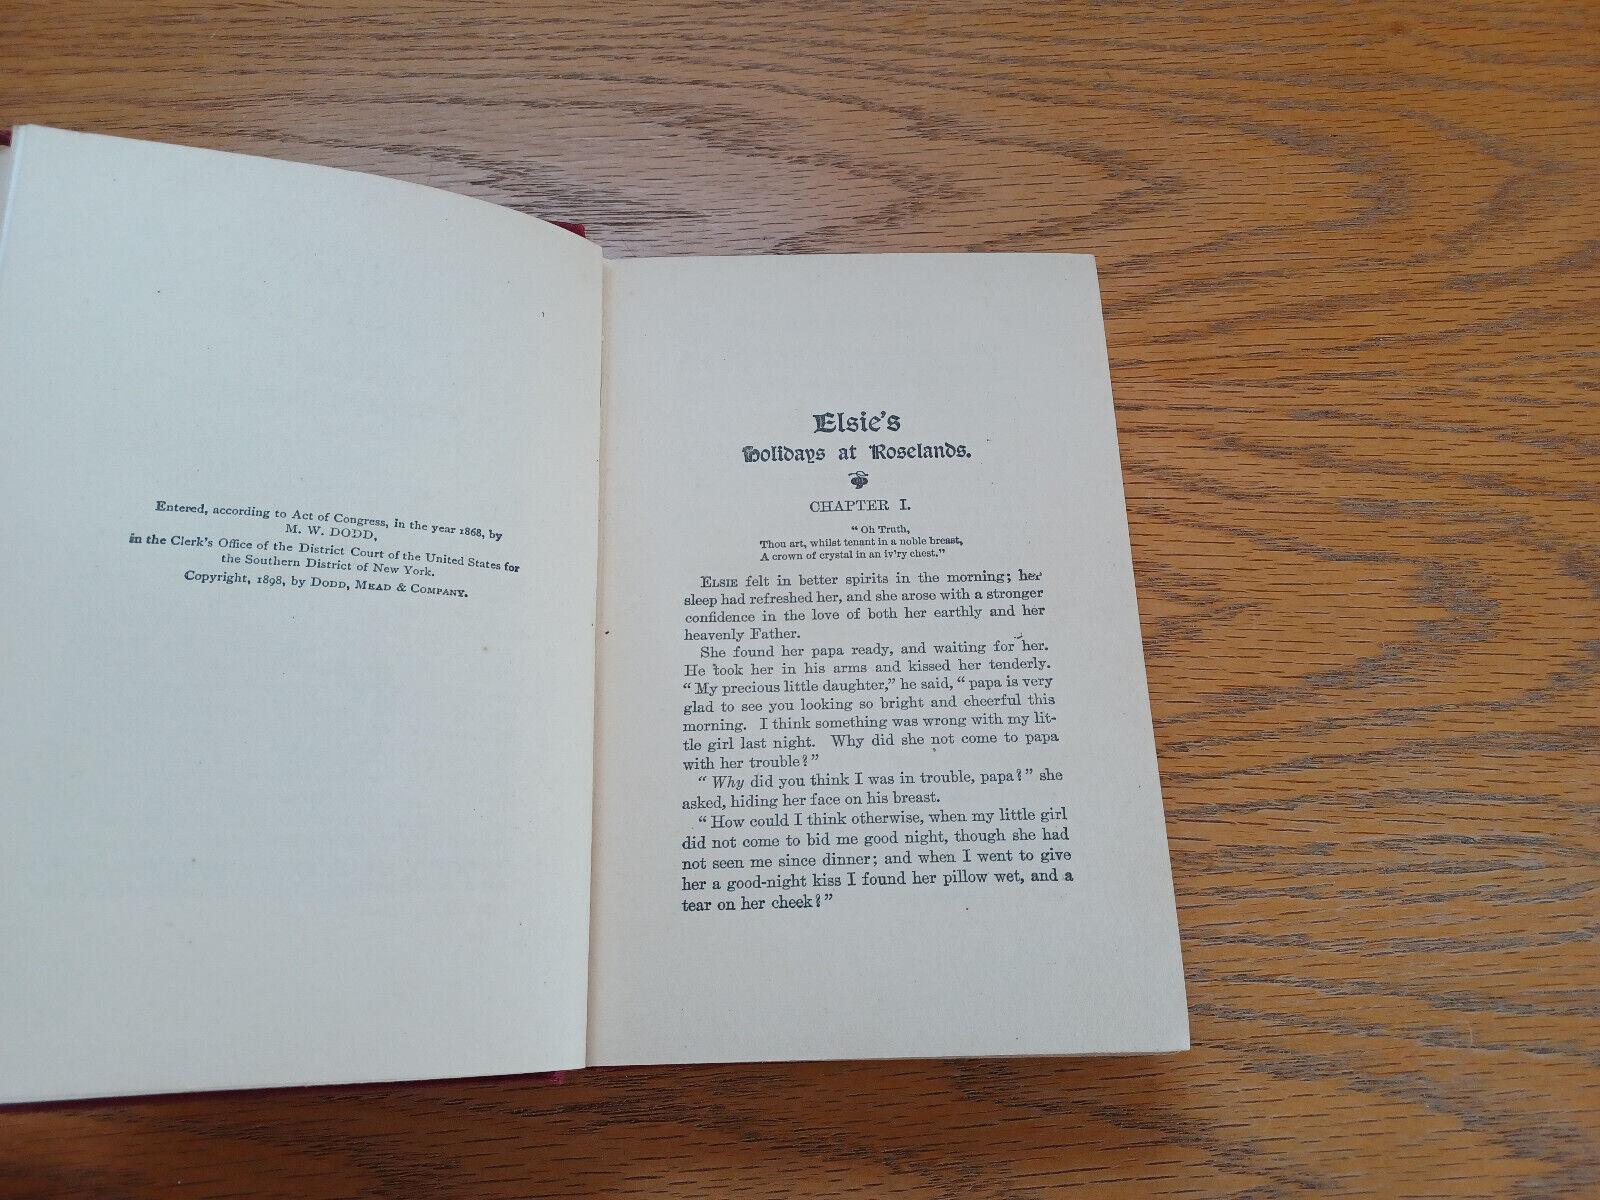 Entered, according to Act of Congress, in the year 1868, by
M. W. DODD,
in the Clerk's Office of the District Court of the United States for
the Southern District of New York.
Copyright, 1898, by DODD, MEAD & COMPANY.
Elsie's
Holidays at Roselands.
CHAPTER I.
"Oh Truth,
Thou art, whilst tenant in a noble breast,
A crown of crystal in an iv'ry chest."
ELSIE felt in better spirits in the morning; her
sleep had refreshed her, and she arose with a stronger
confidence in the love of both her earthly and her
heavenly Father.
She found her papa ready, and waiting for her.
He took her in his arms and kissed her tenderly.
"My precious little daughter," he said, "papa is very
glad to see you looking so bright and cheerful this
morning. I think something was wrong with my lit-
tle girl last night. Why did she not come to papa
with her trouble?"
"Why did you think I was in trouble, papa?" she
asked, hiding her face on his breast.
"How could I think otherwise, when my little girl
did not come to bid me good night, though she had
not seen me since dinner; and when I went to give
her a good-night kiss I found her pillow wet, and a
tear on her cheek?"